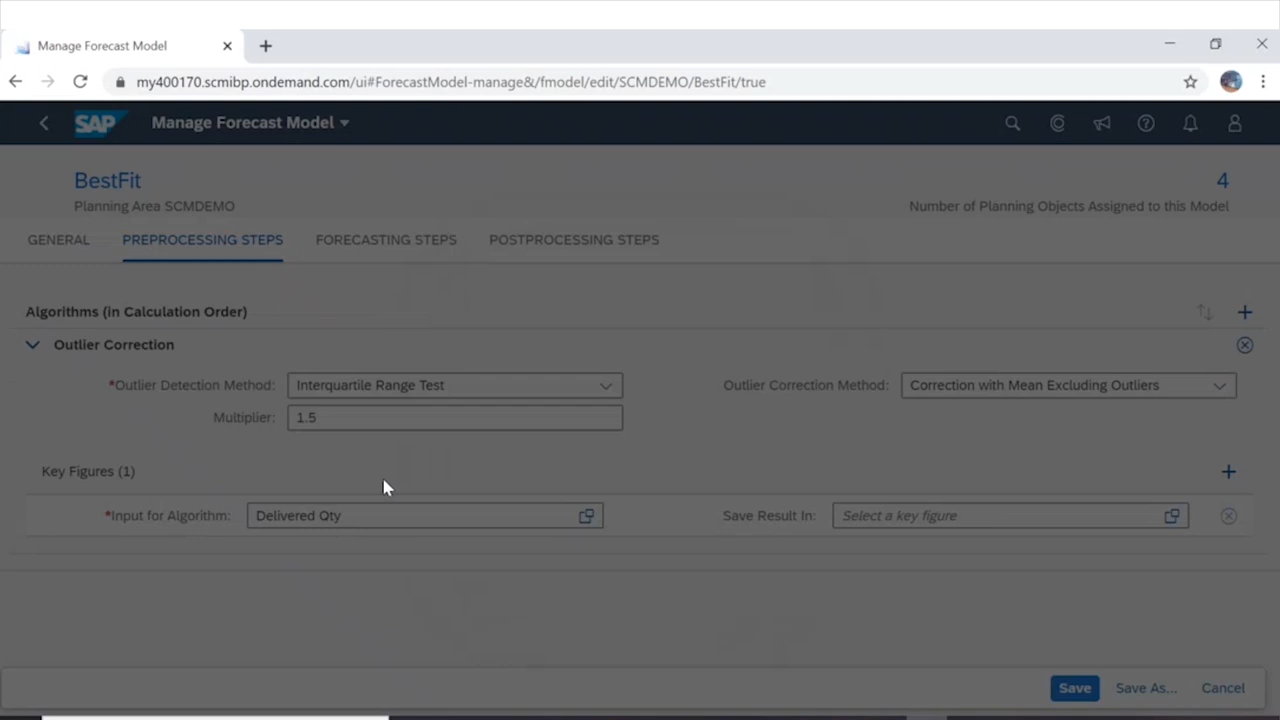 Manage Forecast Model
my400170.scmibp.ondemand.com/ui#ForecastModel-manage&/fmodel/edit/SCMDEMO/BestFit/true
SAP Manage Forecast Model
BestFit 4
Planning Area SCMDEMO Number of Planning Objects Assigned to this Model
GENERAL PREPROCESSING STEPS FORECASTING STEPS POSTPROCESSING STEPS
Algorithms (in Calculation Order)
Outlier Correction
*Outlier Detection Method: Interquartile Range Test Outlier Correction Method: Correction with Mean Excluding Outliers
Multiplier: 1.5
Key Figures (1)
*Input for Algorithm: Delivered Qty Save Result In: Select a key figure
Save Save As... Cancel